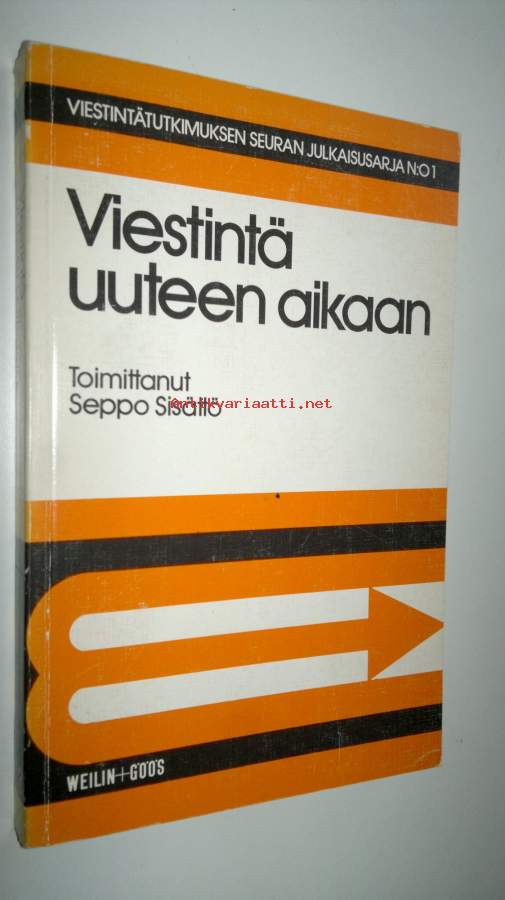 VIESTINTÄTUTKIMUKSEN SEURAN JULKAISUSARJA N:O 1
Viestintä
uuteen aikaan
Toimittanut
Seppo Sisättö
antikvariaatti.net
WEILIN+GÖÖS